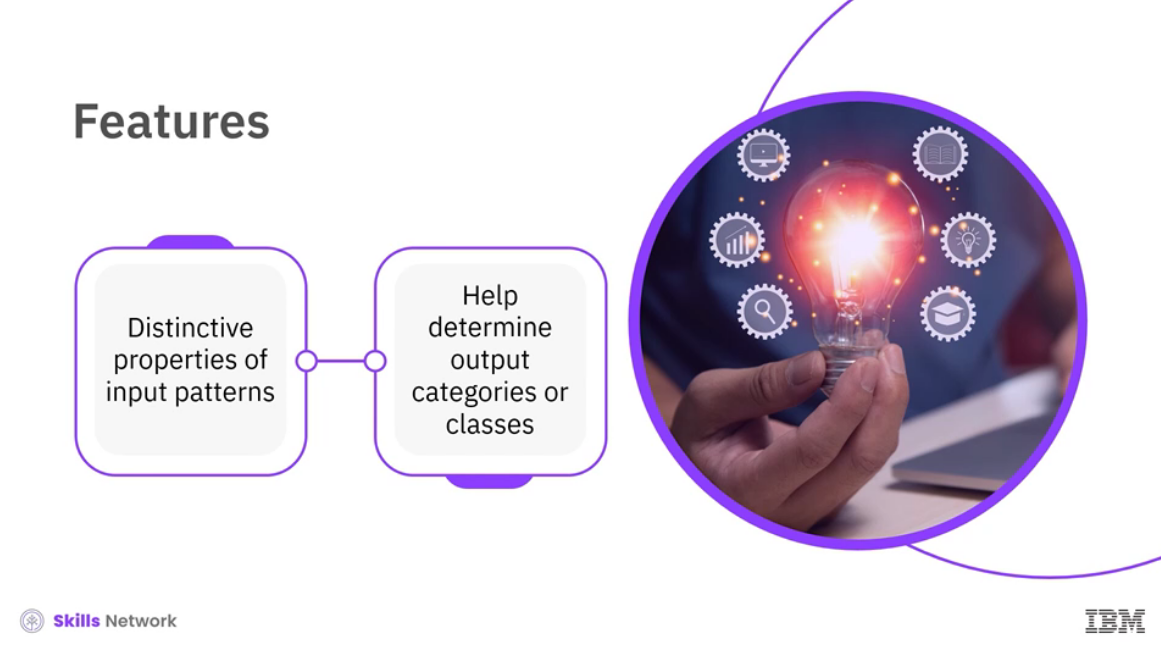 Features
Distinctive
properties of
input patterns
Help
determine
output
categories or
classes
Skills Network
IBM